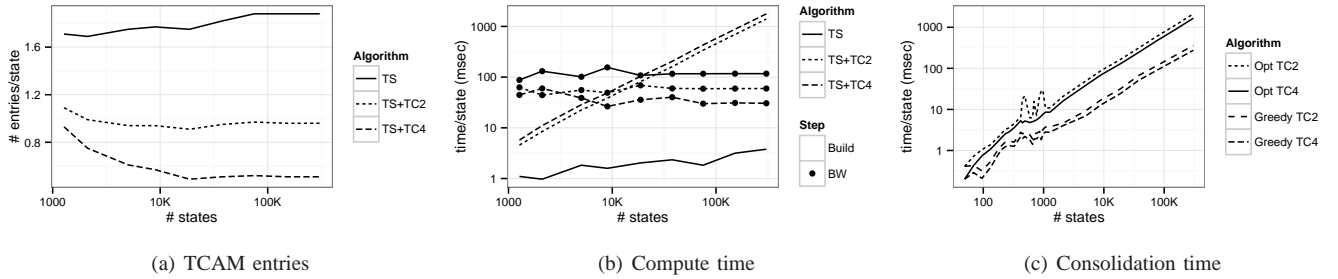 # entries/state
1.6
1.2
0.8
1000
10K
100K
# states
Algorithm
TS
TS+TC2
TS+TC4
(a) TCAM entries
time/state (msec)
1000
100
10
1
1000
10K
100K
# states
Algorithm
TS
TS+TC2
TS+TC4
Step
Build
BW
(b) Compute time
time/state (msec)
1000
100
10
1
100
1000
10K
100K
# states
Algorithm
Opt TC2
Opt TC4
Greedy TC2
Greedy TC4
(c) Consolidation time